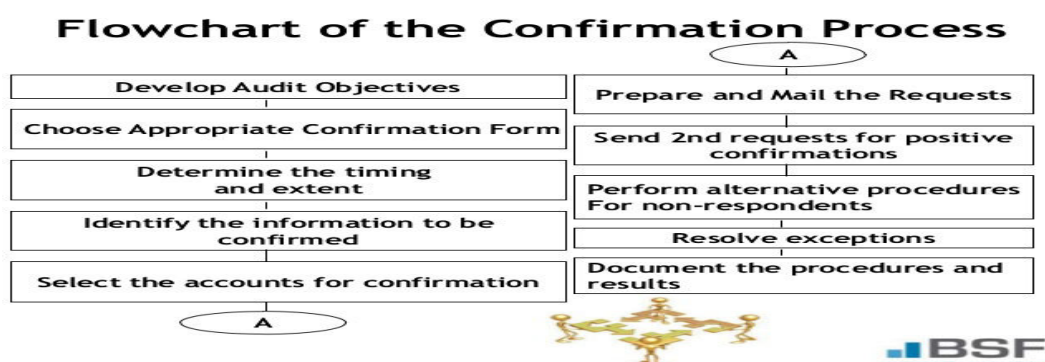 Flowchart of the Confirmation Process
Develop Audit Objectives
Choose Appropriate Confirmation Form
Determine the timing
and extent
Identify the information to be
confirmed
Select the accounts for confirmation
A
A
Prepare and Mail the Requests
Send 2nd requests for positive
confirmations
Perform alternative procedures
For non-respondents
Resolve exceptions
Document the procedures and
results
BSF